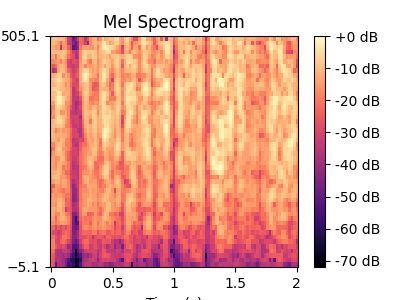 Mel Spectrogram
505.1
-5.1
0
0.5
1
1.5
2
+0 dB
-10 dB
-20 dB
-30 dB
-40 dB
-50 dB
-60 dB
-70 dB